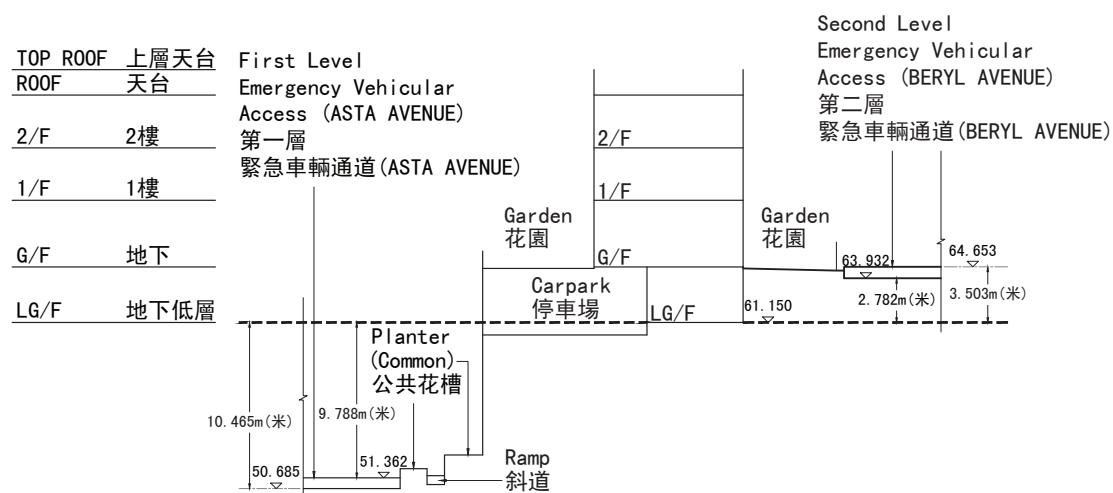 TOP ROOF 上層天台
ROOF 天台
2/F 2樓
1/F 1樓
G/F 地下
LG/F 地下低層
First Level
Emergency Vehicular
Access (ASTA AVENUE)
第一層
緊急車輛通道(ASTA AVENUE)
Second Level
Emergency Vehicular
Access (BERYL AVENUE)
第二層
緊急車輛通道(BERYL AVENUE)
2/F
1/F
G/F
LG/F
Garden
花園
Garden
花園
Carpark
停車場
63.932
64.653
2.782m(米)
3.503m(米)
61.150
Planter
(Common)
公共花槽
10.465m(米)
9.788m(米)
50.685
51.362
Ramp
斜道